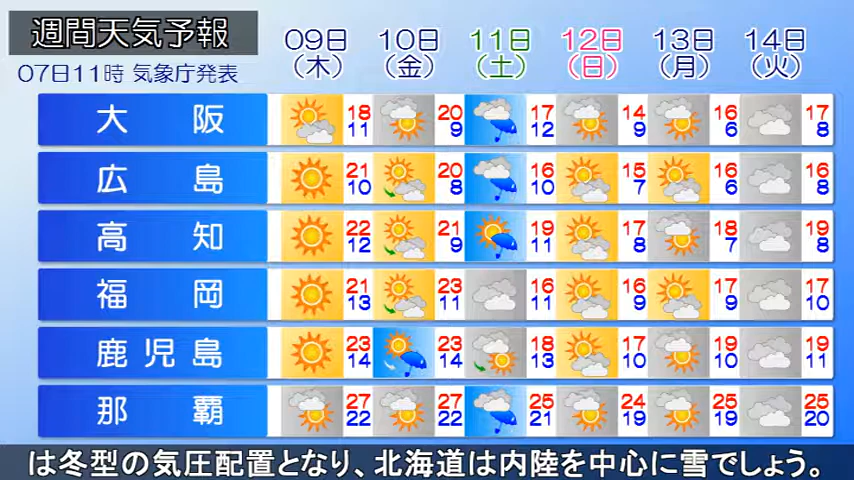 週間天気予報
07日11時 気象庁発表
09日 10日 11日 12日 13日 14日
(木) (金) (土) (日) (月) (火)
大阪 18 11 20 9 17 12 14 9 16 6 17 8
広島 21 10 20 8 16 10 15 7 16 6 16 8
高知 22 12 21 9 19 11 17 8 18 7 19 8
福岡 21 13 23 11 16 11 16 9 17 9 17 10
鹿児島 23 14 23 14 18 13 17 10 19 10 19 11
那覇 27 22 27 22 25 21 24 19 25 19 25 20
は冬型の気圧配置となり、北海道は内陸を中心に雪でしょう。